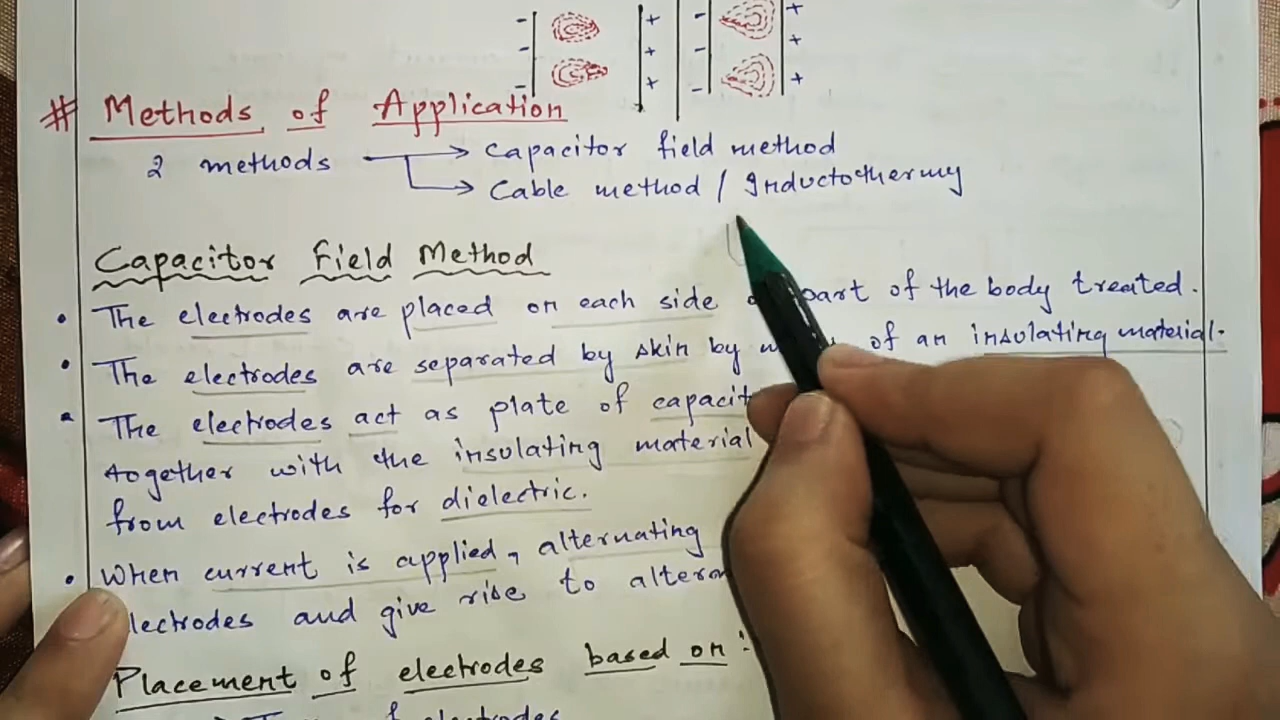 - - - + + + - - - + + +
# Methods of Application
2 methods → Capacitor field method
→ Cable method / Inductothermy
Capacitor Field Method
• The electrodes are placed on each side part of the body treated.
• The electrodes are separated by skin by of an insulating material.
• The electrodes act as plate of
together with the insulating material
from electrodes for dielectric.
• When current is applied, alternating
lectrodes and give rise to
Placement of electrodes based on:
of electrodes